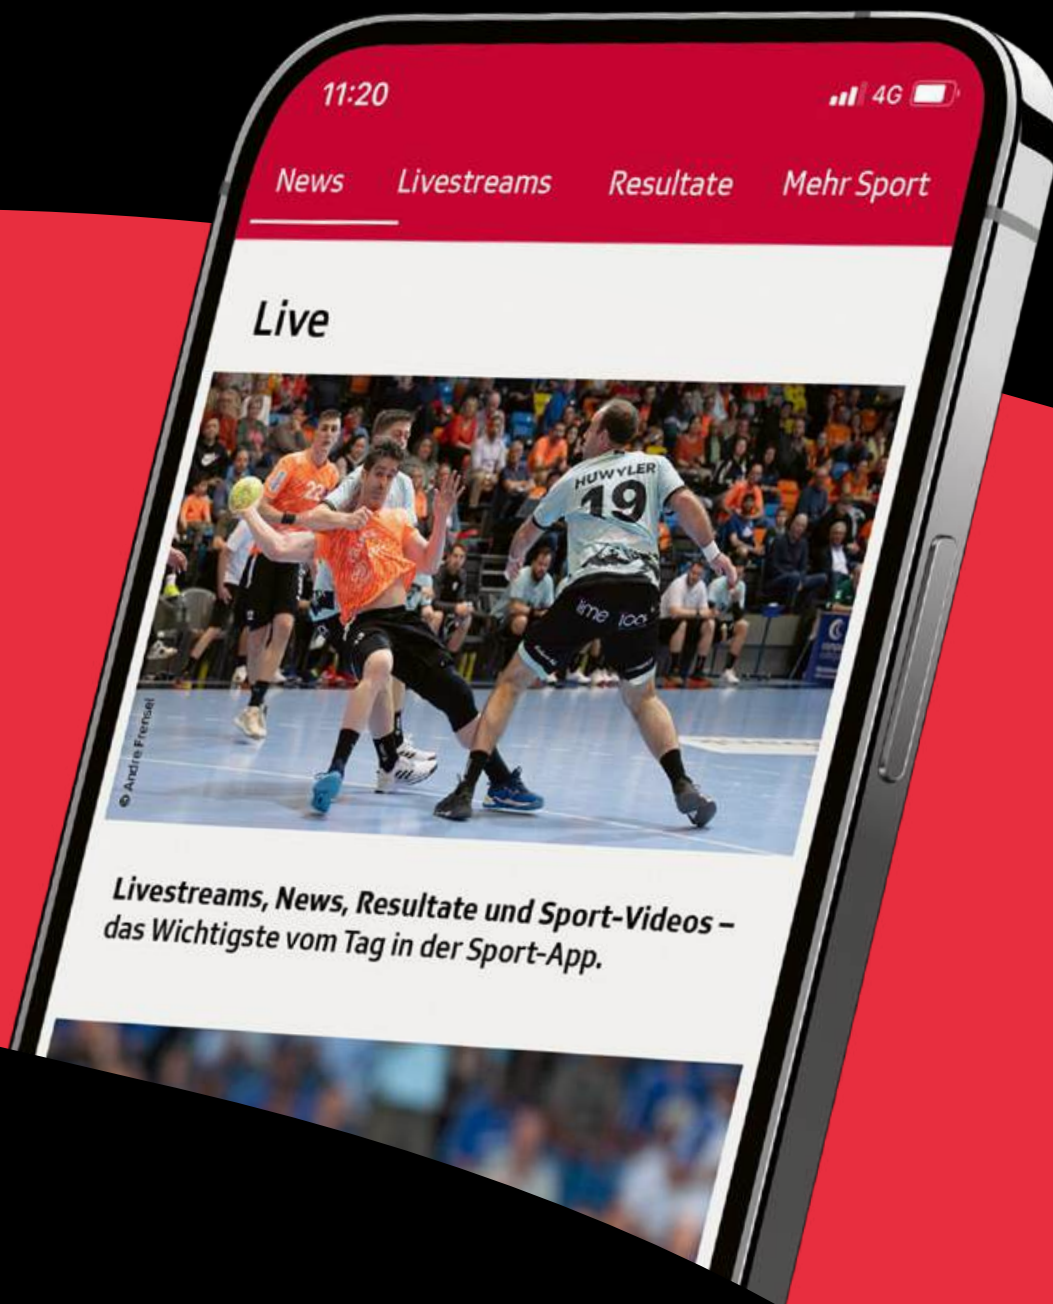 11:20
4G
News
Livestreams
Resultate
Mehr Sport
Live
22
HUWYLER
19
© Andre Frensel
Livestreams, News, Resultate und Sport-Videos –
das Wichtigste vom Tag in der Sport-App.